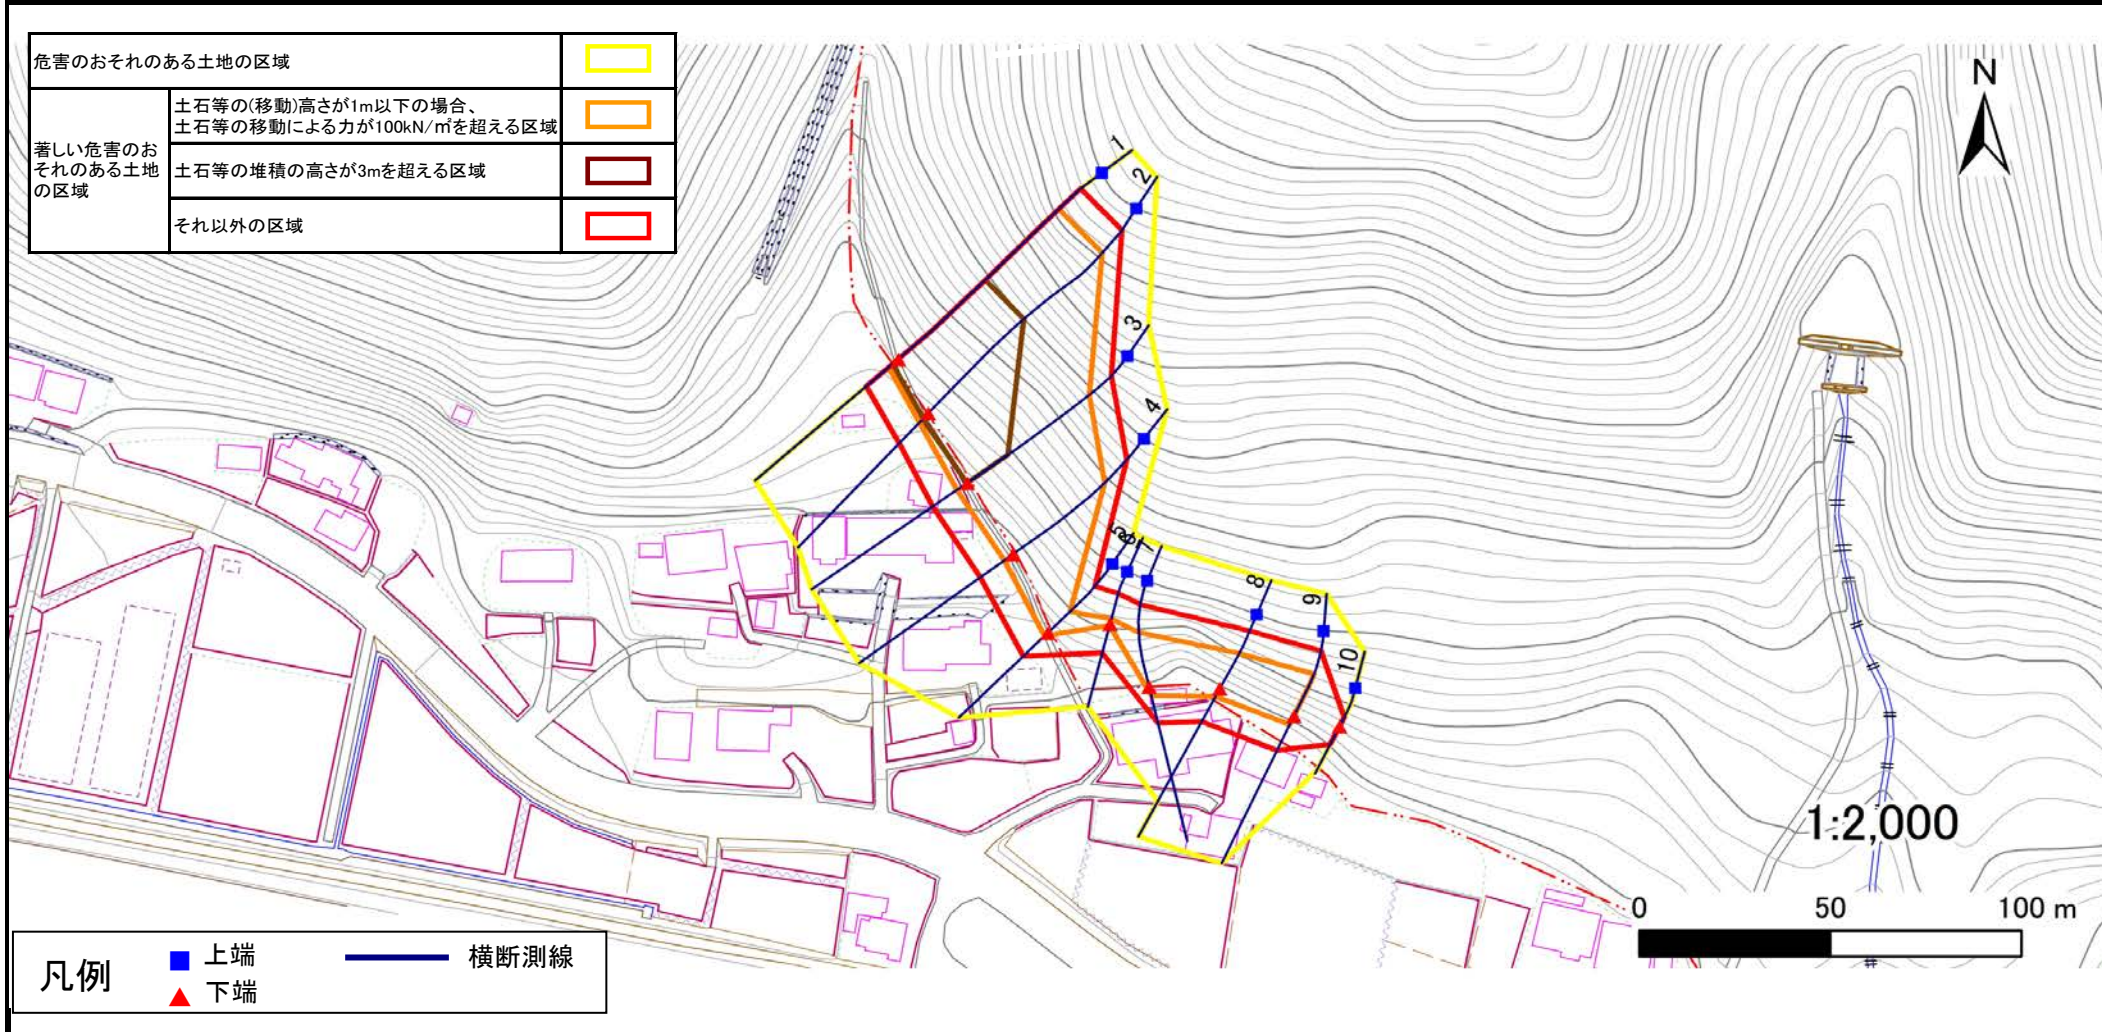 危害のおそれのある土地の区域
著しい危害のお
それのある土地
の区域
土石等の(移動)高さが1m以下の場合、
土石等の移動による力が100kN/㎡を超える区域
土石等の堆積の高さが3mを超える区域
それ以外の区域
N
1
2
3
4
5
6
7
8
9
10
1:2,000
0 50 100 m
凡例
上端
下端
横断測線